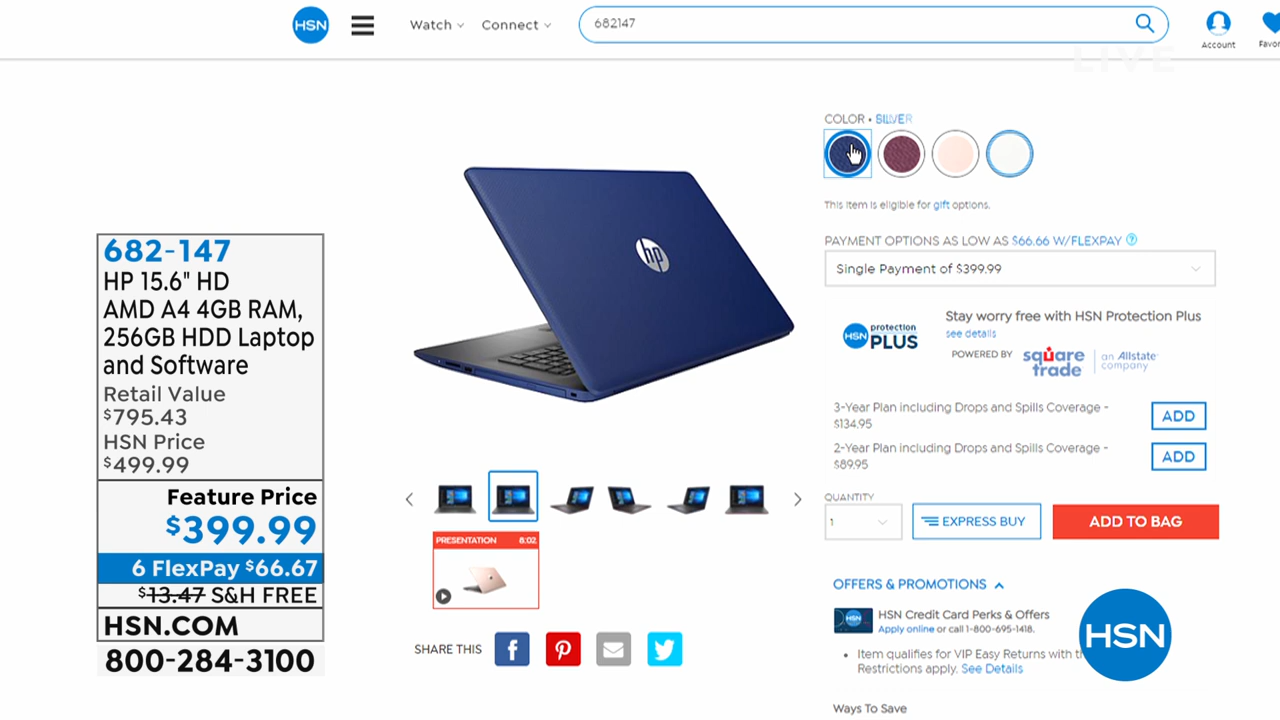 HSN
Watch
Connect
682147
Account
LIVE
COLOR • SILVER
This item is eligible for gift options.
PAYMENT OPTIONS AS LOW AS $66.66 W/FLEXPAY ?
Single Payment of $399.99
HSN protection PLUS
Stay worry free with HSN Protection Plus
see details
POWERED BY square trade an Allstate company
3-Year Plan including Drops and Spills Coverage -
$134.95
ADD
2-Year Plan including Drops and Spills Coverage -
$89.95
ADD
QUANTITY
1
EXPRESS BUY
ADD TO BAG
OFFERS & PROMOTIONS
HSN
HSN Credit Card Perks & Offers
Apply online or call 1-800-695-1418.
• Item qualifies for VIP Easy Returns with
Restrictions apply. See Details
Ways To Save
HSN
682-147
HP 15.6" HD
AMD A4 4GB RAM,
256GB HDD Laptop
and Software
Retail Value
$795.43
HSN Price
$499.99
Feature Price
$399.99
6 FlexPay $66.67
$13.47 S&H FREE
HSN.COM
800-284-3100
hp
PRESENTATION 8:02
SHARE THIS